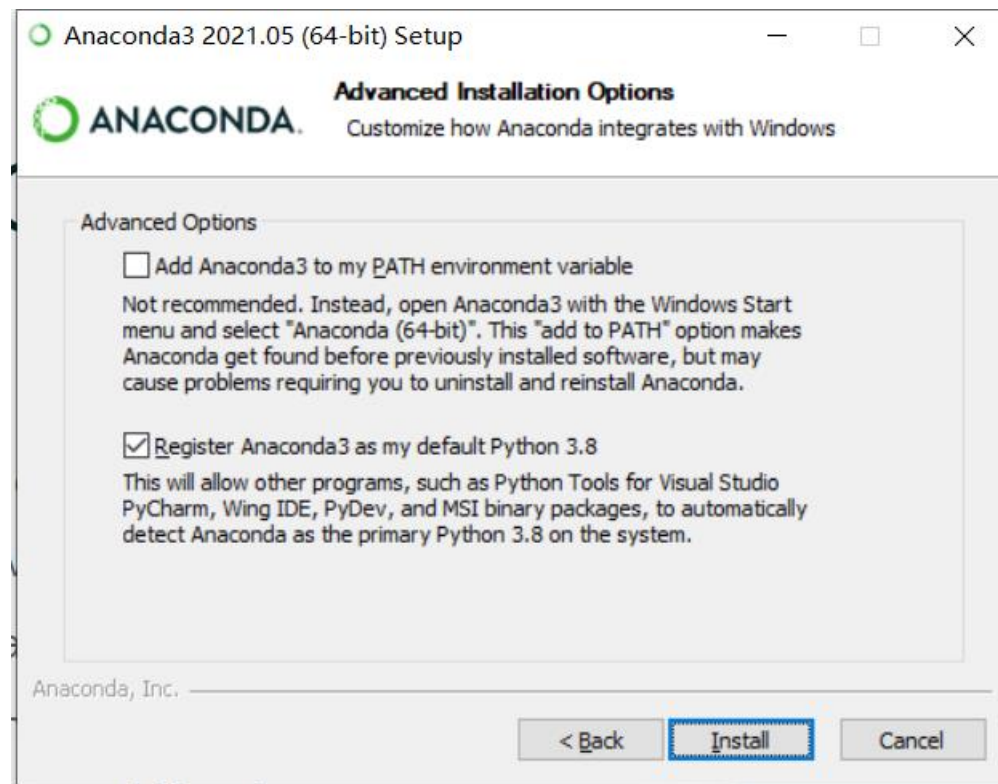 Anaconda3 2021.05 (64-bit) Setup
ANACONDA.
Advanced Installation Options
Customize how Anaconda integrates with Windows
Advanced Options
Add Anaconda3 to my PATH environment variable
Not recommended. Instead, open Anaconda3 with the Windows Start
menu and select "Anaconda (64-bit)". This "add to PATH" option makes
Anaconda get found before previously installed software, but may
cause problems requiring you to uninstall and reinstall Anaconda.
Register Anaconda3 as my default Python 3.8
This will allow other programs, such as Python Tools for Visual Studio
PyCharm, Wing IDE, PyDev, and MSI binary packages, to automatically
detect Anaconda as the primary Python 3.8 on the system.
Anaconda, Inc.
< Back
Install
Cancel